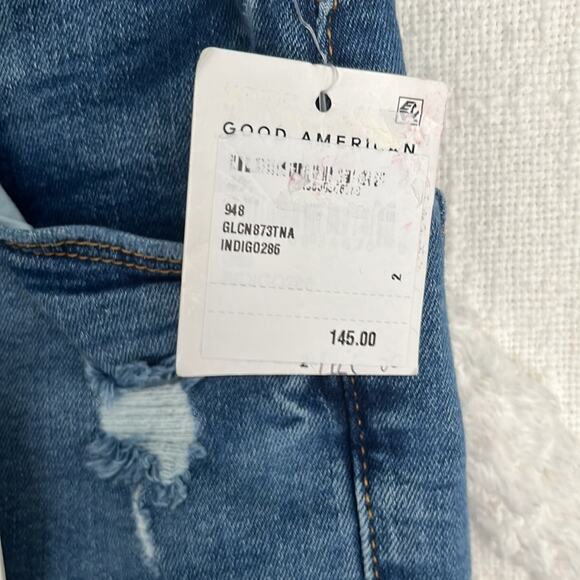 GOOD AMERICAN
948
GLCN873TNA
INDIGO286
2
145.00